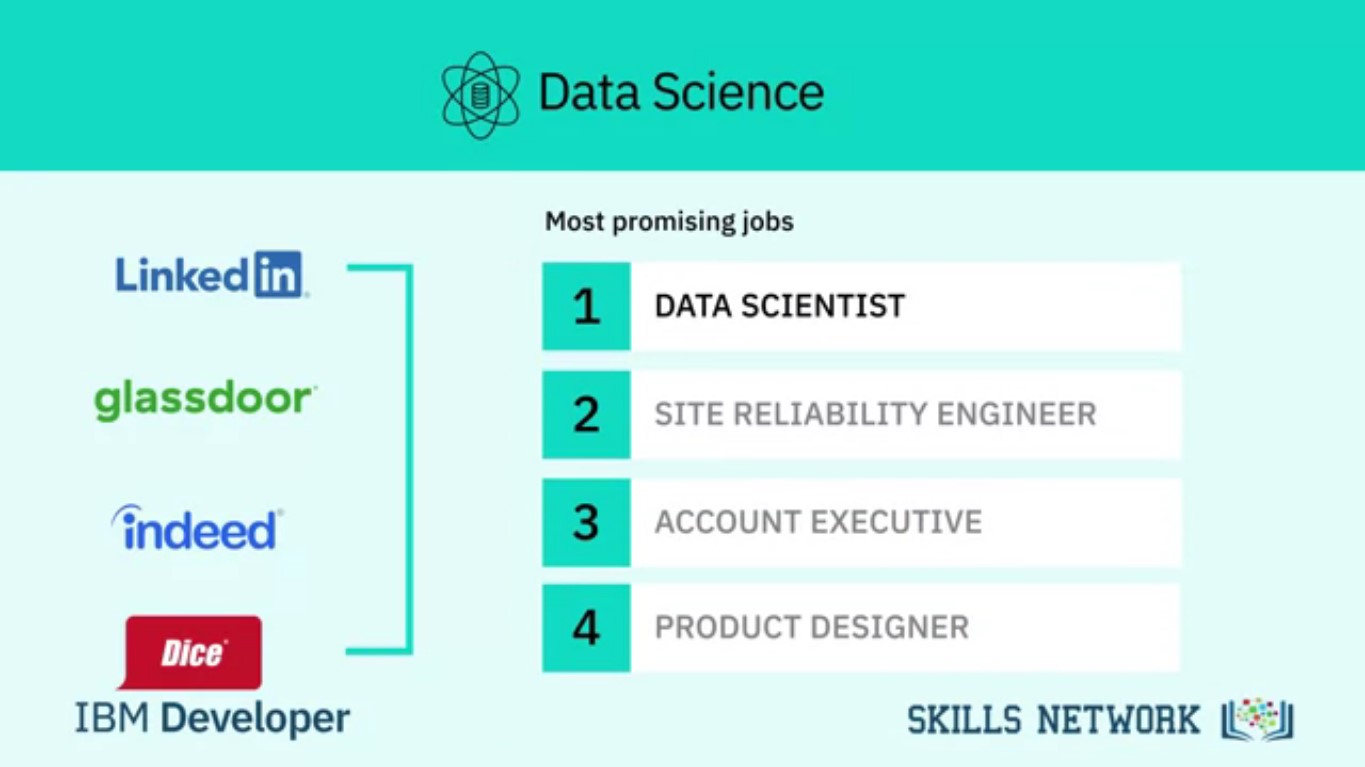 Data Science
Most promising jobs
LinkedIn
glassdoor
indeed
Dice
1 DATA SCIENTIST
2 SITE RELIABILITY ENGINEER
3 ACCOUNT EXECUTIVE
4 PRODUCT DESIGNER
IBM Developer
SKILLS NETWORK